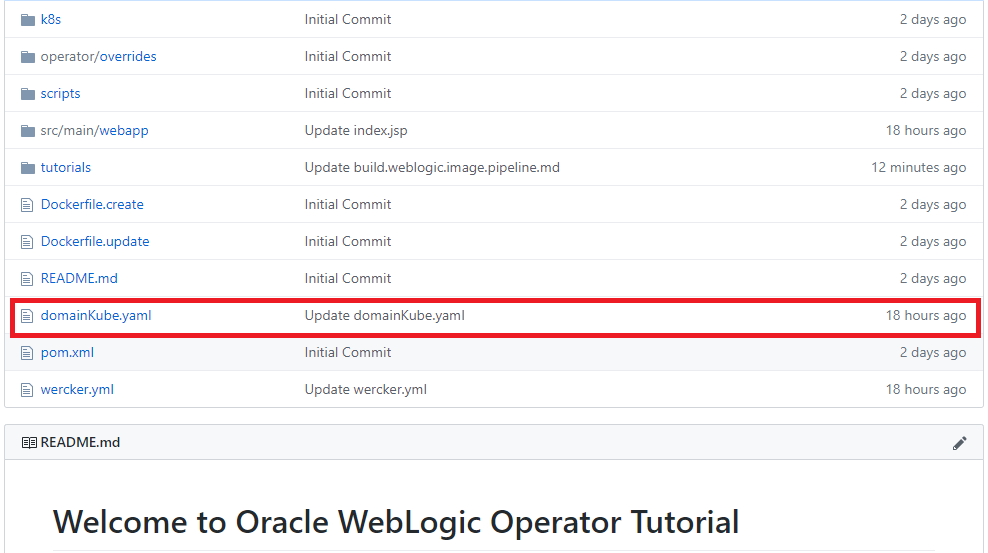 k8s Initial Commit 2 days ago
operator/overrides Initial Commit 2 days ago
scripts Initial Commit 2 days ago
src/main/webapp Update index.jsp 18 hours ago
tutorials Update build.weblogic.image.pipeline.md 12 minutes ago
Dockerfile.create Initial Commit 2 days ago
Dockerfile.update Initial Commit 2 days ago
README.md Initial Commit 2 days ago
domainKube.yaml Update domainKube.yaml 18 hours ago
pom.xml Initial Commit 2 days ago
wercker.yml Update wercker.yml 18 hours ago
README.md
Welcome to Oracle WebLogic Operator Tutorial